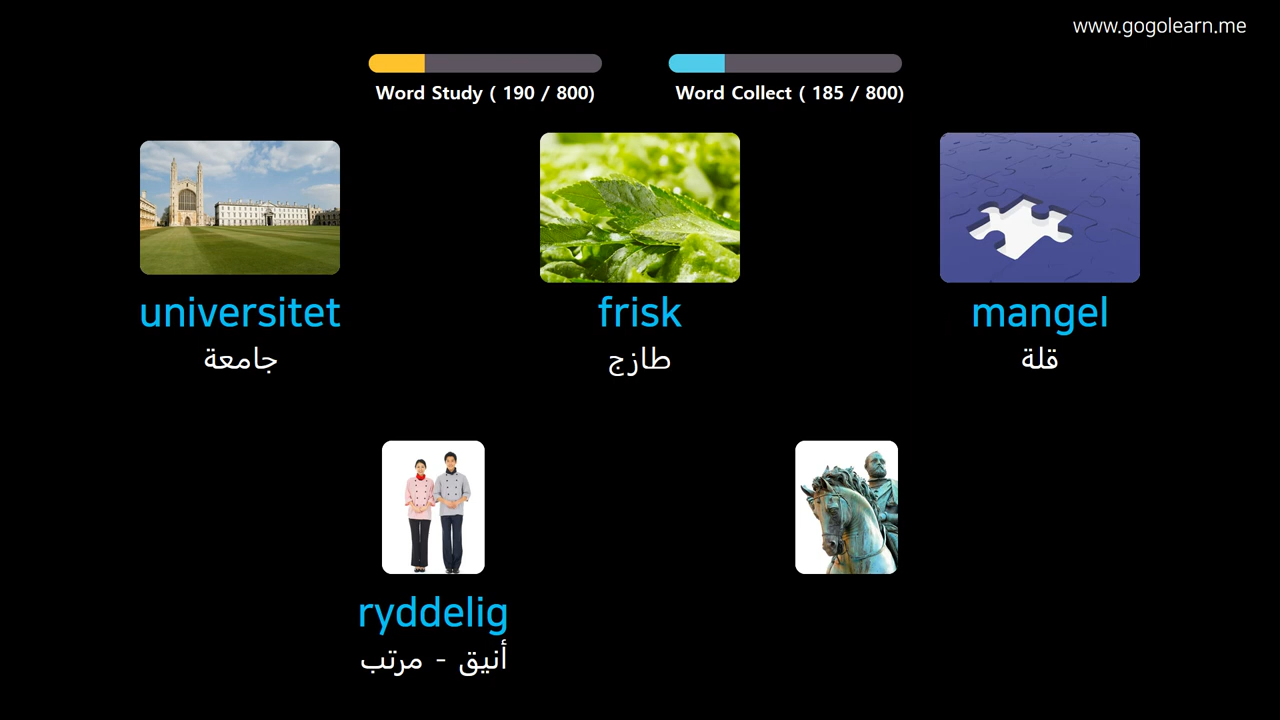 www.gogolearn.me
Word Study ( 190 / 800)
Word Collect ( 185 / 800)
universitet
جامعة
frisk
طازج
mangel
قلة
ryddelig
أنيق - مرتب